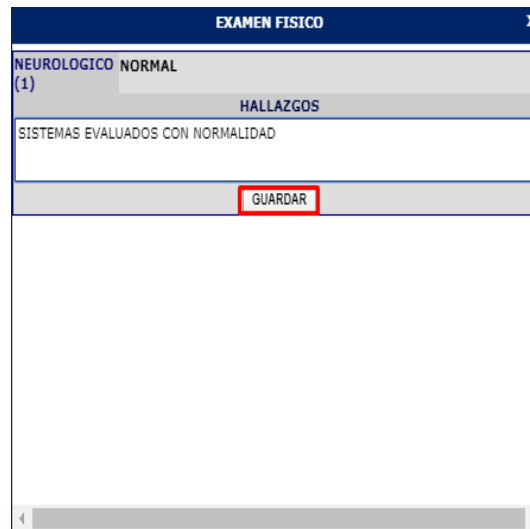 EXAMEN FISICO
NEUROLOGICO NORMAL
(1)
HALLAZGOS
SISTEMAS EVALUADOS CON NORMALIDAD
GUARDAR